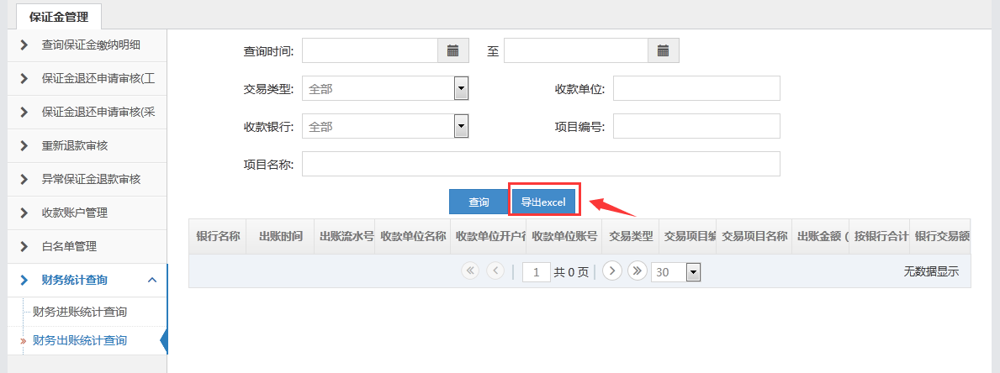 保证金管理
查询保证金缴纳明细
保证金退还申请审核(工
保证金退还申请审核(采
重新退款审核
异常保证金退款审核
收款账户管理
白名单管理
财务统计查询
财务进账统计查询
财务出账统计查询
查询时间: 至
交易类型: 全部 收款单位:
收款银行: 全部 项目编号:
项目名称:
查询 导出excel
银行名称 出账时间 出账流水号 收款单位名称 收款单位开户行 收款单位账号 交易类型 交易项目编 交易项目名称 出账金额 ( 按银行合计 银行交易额
1 共 0 页 30 无数据显示